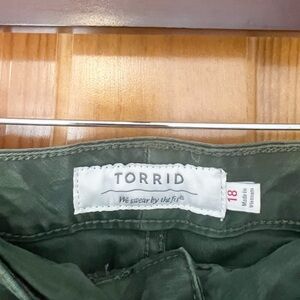 TORRID
We swear by the fit.
18
Made in
Vietnam